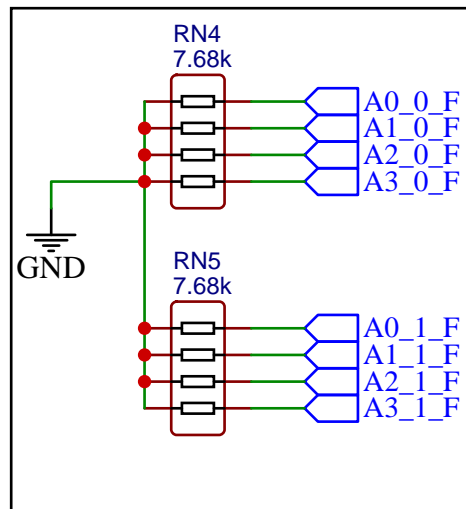 RN4
7.68k
A0_0_F
A1_0_F
A2_0_F
A3_0_F
GND
RN5
7.68k
A0_1_F
A1_1_F
A2_1_F
A3_1_F